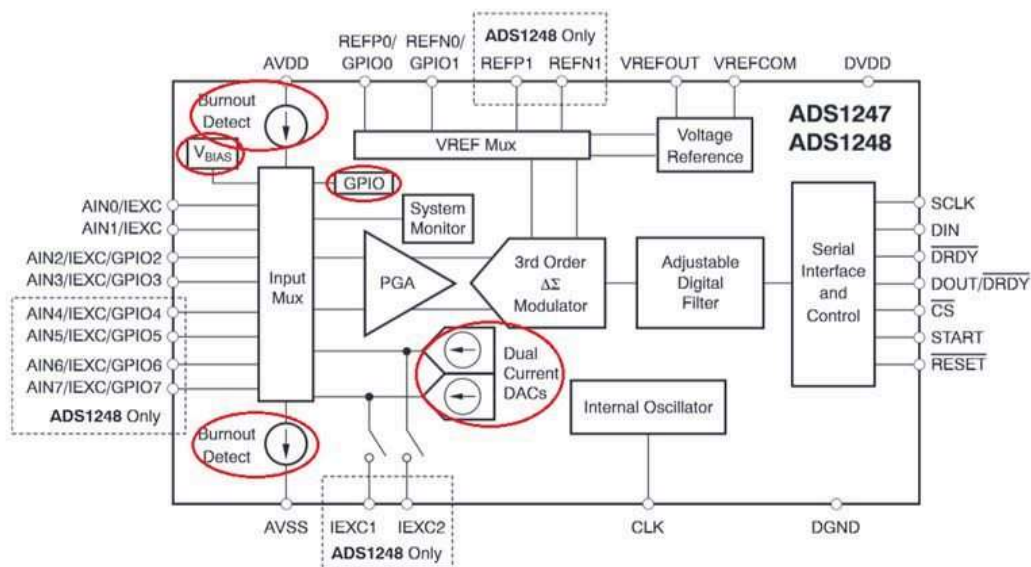 ADS1248 Only
REFP0/
GPIO0
REFN0/
GPIO1
REFP1
REFN1
AVDD
VREFOUT
VREFCOM
DVDD
Burnout
Detect
ADS1247
ADS1248
VREF Mux
Voltage
Reference
VBIAS
GPIO
System
Monitor
AIN0/IEXC
AIN1/IEXC
AIN2/IEXC/GPIO2
AIN3/IEXC/GPIO3
AIN4/IEXC/GPIO4
AIN5/IEXC/GPIO5
AIN6/IEXC/GPIO6
AIN7/IEXC/GPIO7
ADS1248 Only
Input
Mux
PGA
3rd Order
ΔΣ
Modulator
Adjustable
Digital
Filter
Serial
Interface
and
Control
SCLK
DIN
DRDY
DOUT/DRDY
CS
START
RESET
Dual
Current
DACs
Internal Oscillator
Burnout
Detect
AVSS
IEXC1
IEXC2
ADS1248 Only
CLK
DGND